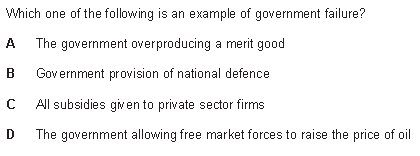 Which one of the following is an example of government failure?
A The government overproducing a merit good
B Government provision of national defence
C All subsidies given to private sector firms
D The government allowing free market forces to raise the price of oil